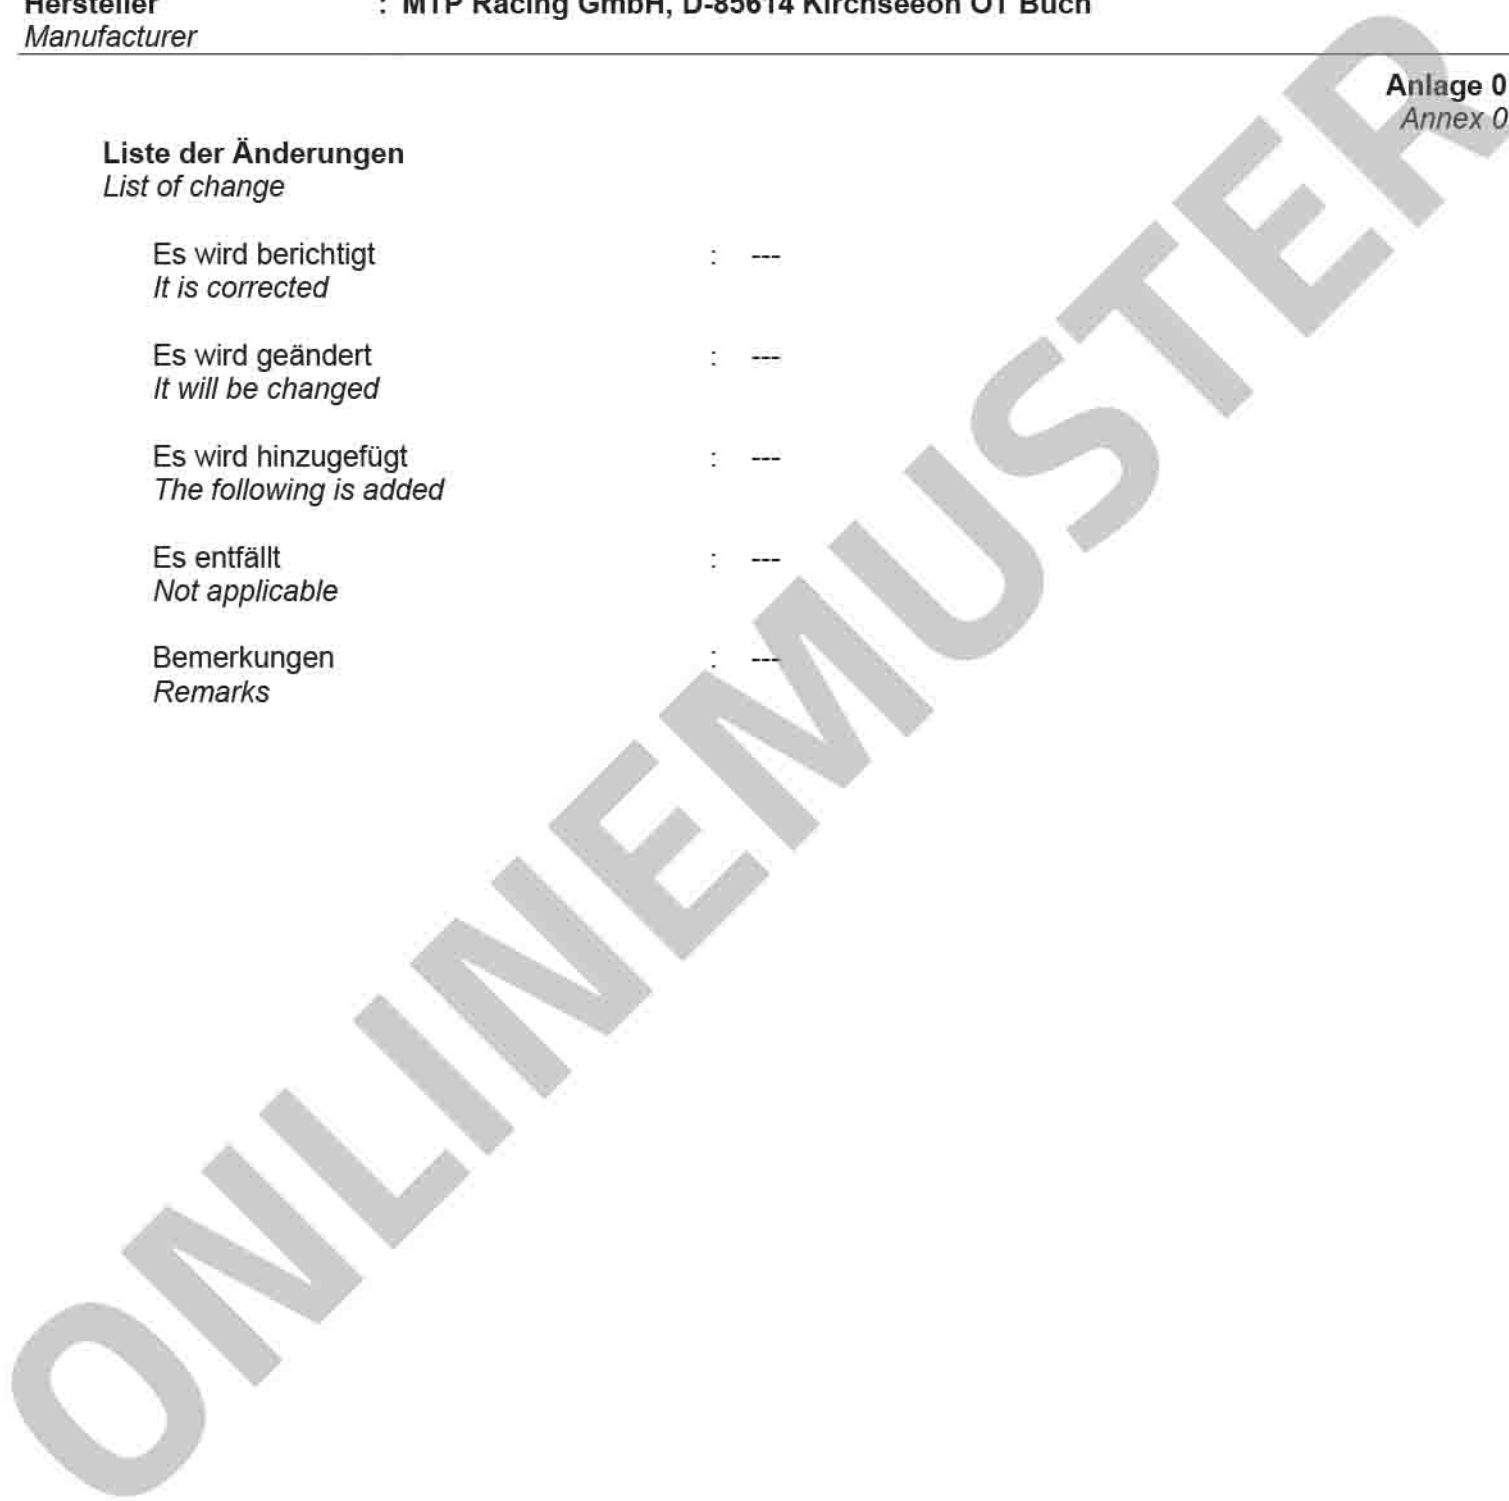 Hersteller : MTP Racing GmbH, D-85614 Kirchseeon OT Buch
Manufacturer
Anlage 0
Annex 0
Liste der Änderungen
List of change
Es wird berichtigt : ---
It is corrected
Es wird geändert : ---
It will be changed
Es wird hinzugefügt : ---
The following is added
Es entfällt : ---
Not applicable
Bemerkungen : ---
Remarks
ONLINEMUSTER